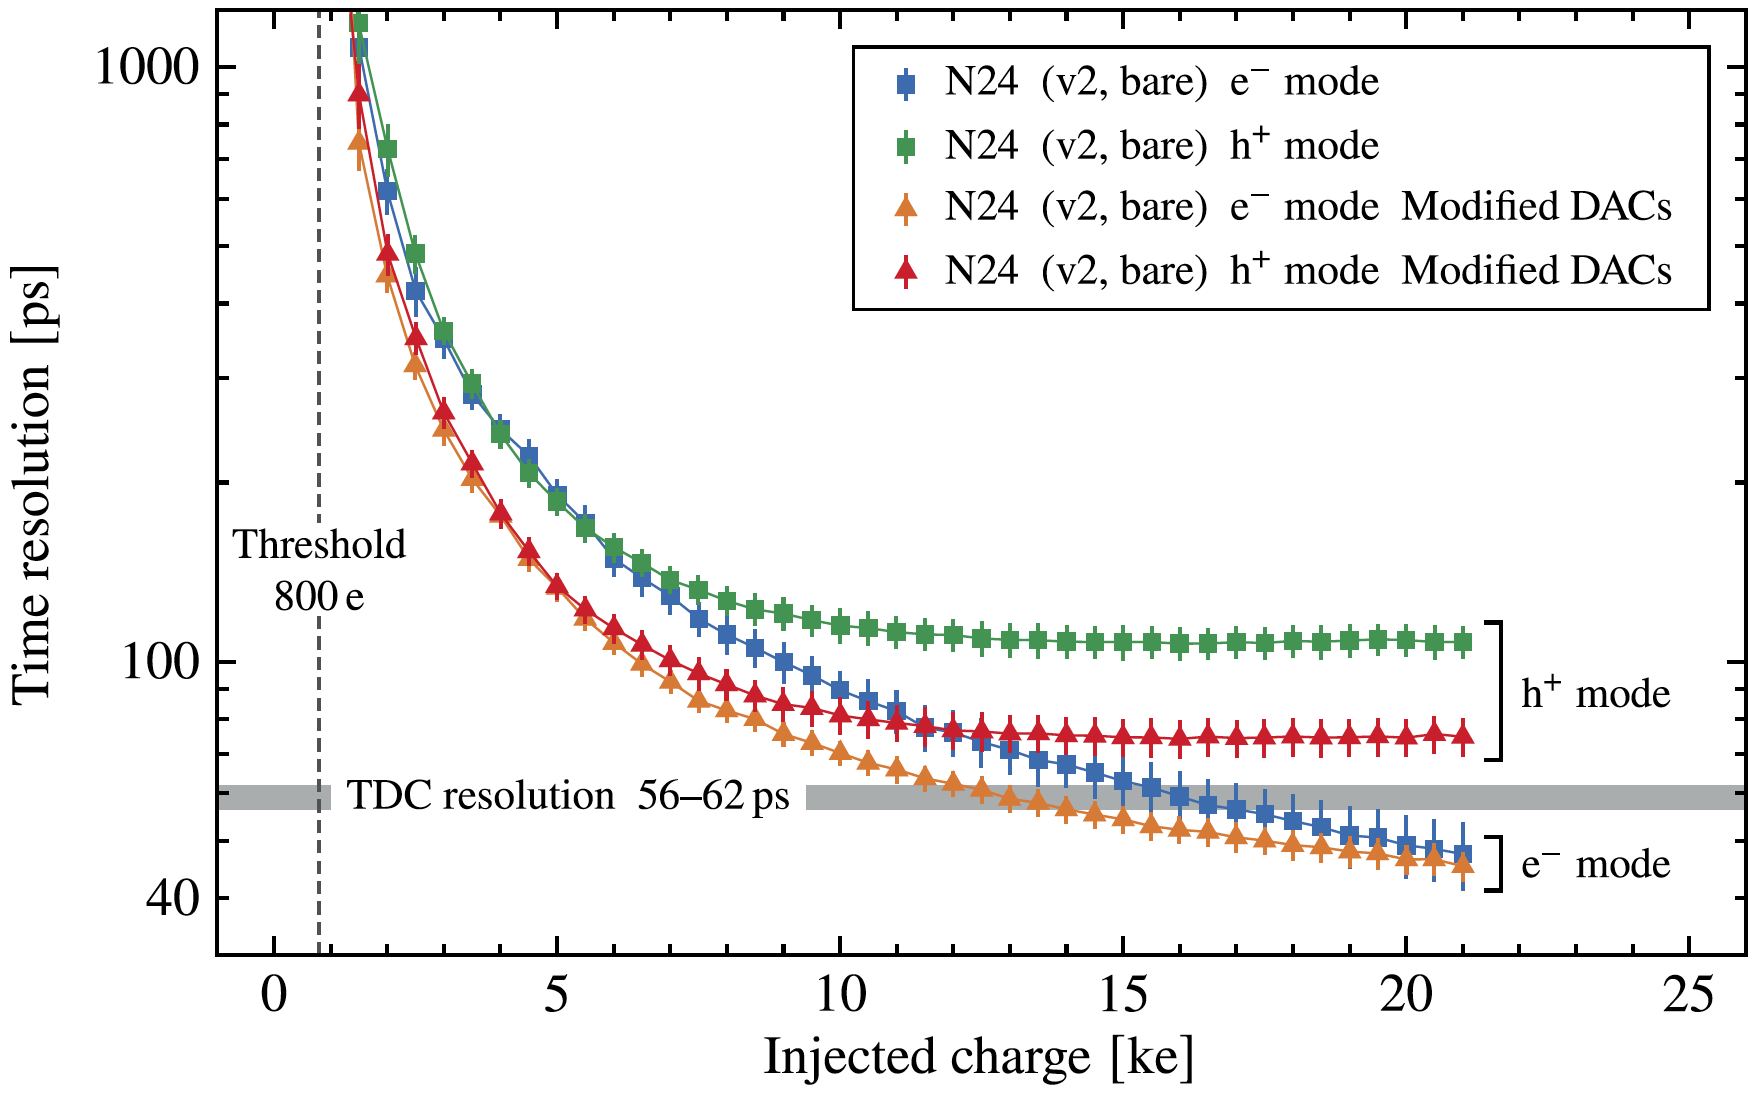 1000
N24 (v2, bare) e⁻ mode
N24 (v2, bare) h⁺ mode
N24 (v2, bare) e⁻ mode Modified DACs
N24 (v2, bare) h⁺ mode Modified DACs
Time resolution [ps]
Threshold
800 e
100
h⁺ mode
TDC resolution 56–62 ps
e⁻ mode
40
0 5 10 15 20 25
Injected charge [ke]